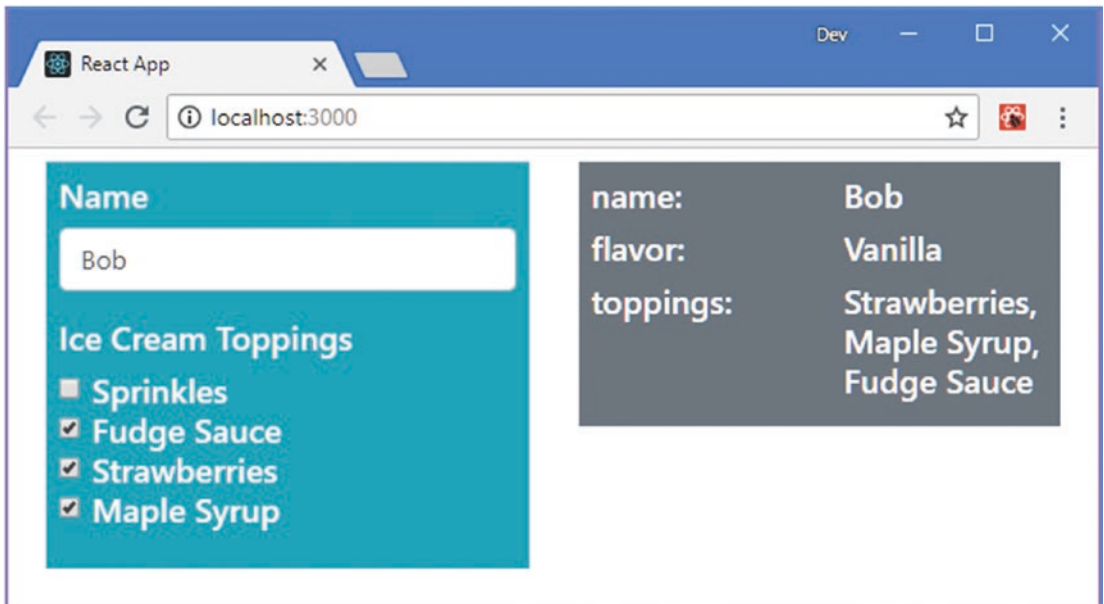 Dev
React App
localhost:3000
Name
Bob
Ice Cream Toppings
Sprinkles
Fudge Sauce
Strawberries
Maple Syrup
name: Bob
flavor: Vanilla
toppings: Strawberries,
Maple Syrup,
Fudge Sauce